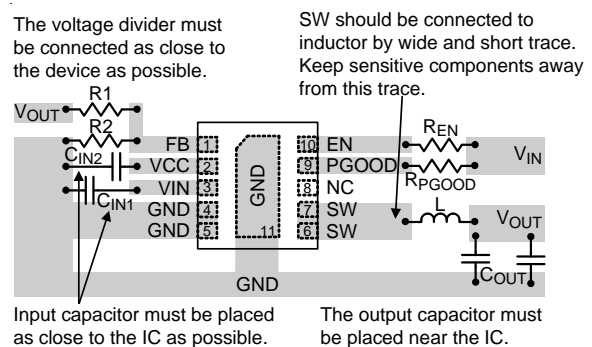 The voltage divider must
be connected as close to
the device as possible.
SW should be connected to
inductor by wide and short trace.
Keep sensitive components away
from this trace.
R1
VOUT
R2
CIN2
CIN1
FB 1
VCC 2
VIN 3
GND 4
GND 5
GND
11
10 EN
9 PGOOD
8 NC
7 SW
6 SW
REN
VIN
RPGOOD
L
VOUT
COUT
GND
Input capacitor must be placed
as close to the IC as possible.
The output capacitor must
be placed near the IC.